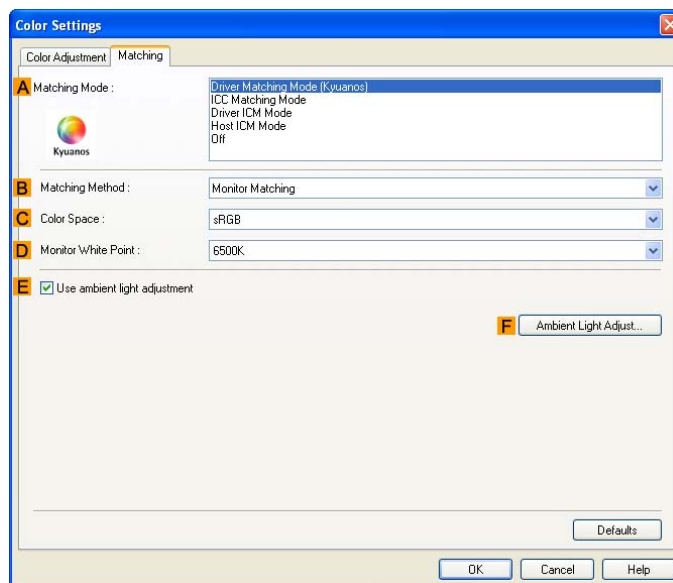 Color Settings
Color Adjustment Matching
A Matching Mode :
Driver Matching Mode (Kyuanos)
ICC Matching Mode
Driver ICM Mode
Host ICM Mode
Off
Kyuanos
B Matching Method : Monitor Matching
C Color Space : sRGB
D Monitor White Point : 6500K
E Use ambient light adjustment
F Ambient Light Adjust...
Defaults
OK Cancel Help